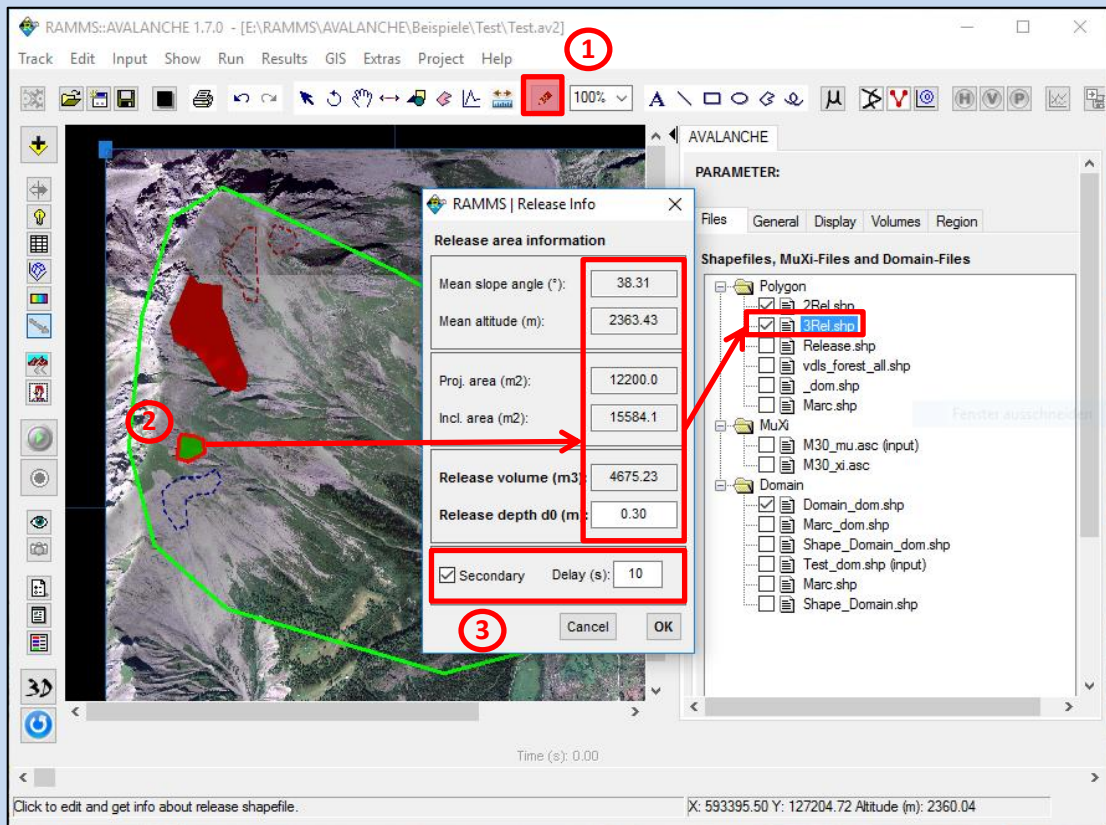 RAMMS::AVALANCHE 1.7.0 - [E:\RAMMS\AVALANCHE\Beispiele\Test\Test.av2]
1
Track Edit Input Show Run Results GIS Extras Project Help
100% A μ H V P
AVALANCHE
PARAMETER:
Files General Display Volumes Region
Shapefiles, MuXi-Files and Domain-Files
Polygon
2Rel.shp
3Rel.shp
Release.shp
vdls_forest_all.shp
_dom.shp
Marc.shp
Fenster ausschneiden
MuXi
M30_mu.asc (input)
M30_xi.asc
Domain
Domain_dom.shp
Marc_dom.shp
Shape_Domain_dom.shp
Test_dom.shp (input)
Marc.shp
Shape_Domain.shp
RAMMS | Release Info
Release area information
Mean slope angle (°): 38.31
Mean altitude (m): 2363.43
Proj. area (m2): 12200.0
Incl. area (m2): 15584.1
2
Release volume (m3): 4675.23
Release depth d0 (m): 0.30
Secondary Delay (s): 10
3
Cancel OK
3D
Time (s): 0.00
Click to edit and get info about release shapefile.
X: 593395.50 Y: 127204.72 Altitude (m): 2360.04